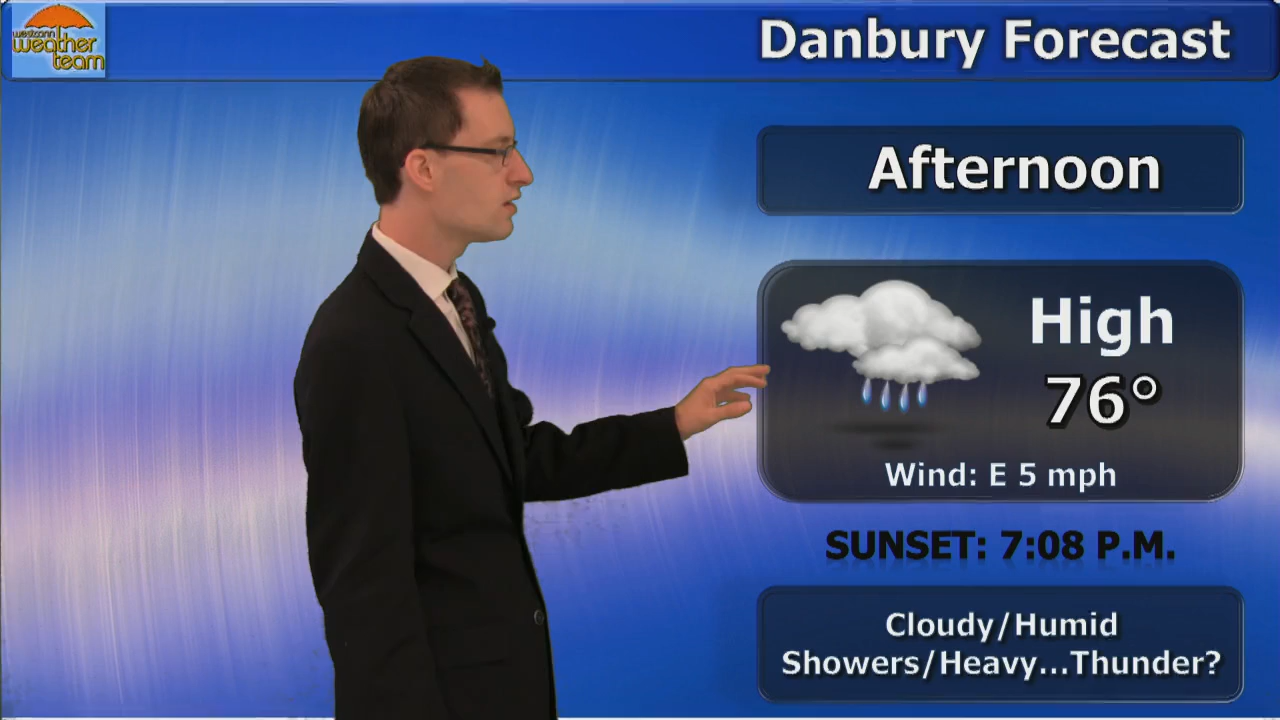 westconn
weather
team
Danbury Forecast
Afternoon
High
76°
Wind: E 5 mph
SUNSET: 7:08 P.M.
Cloudy/Humid
Showers/Heavy...Thunder?